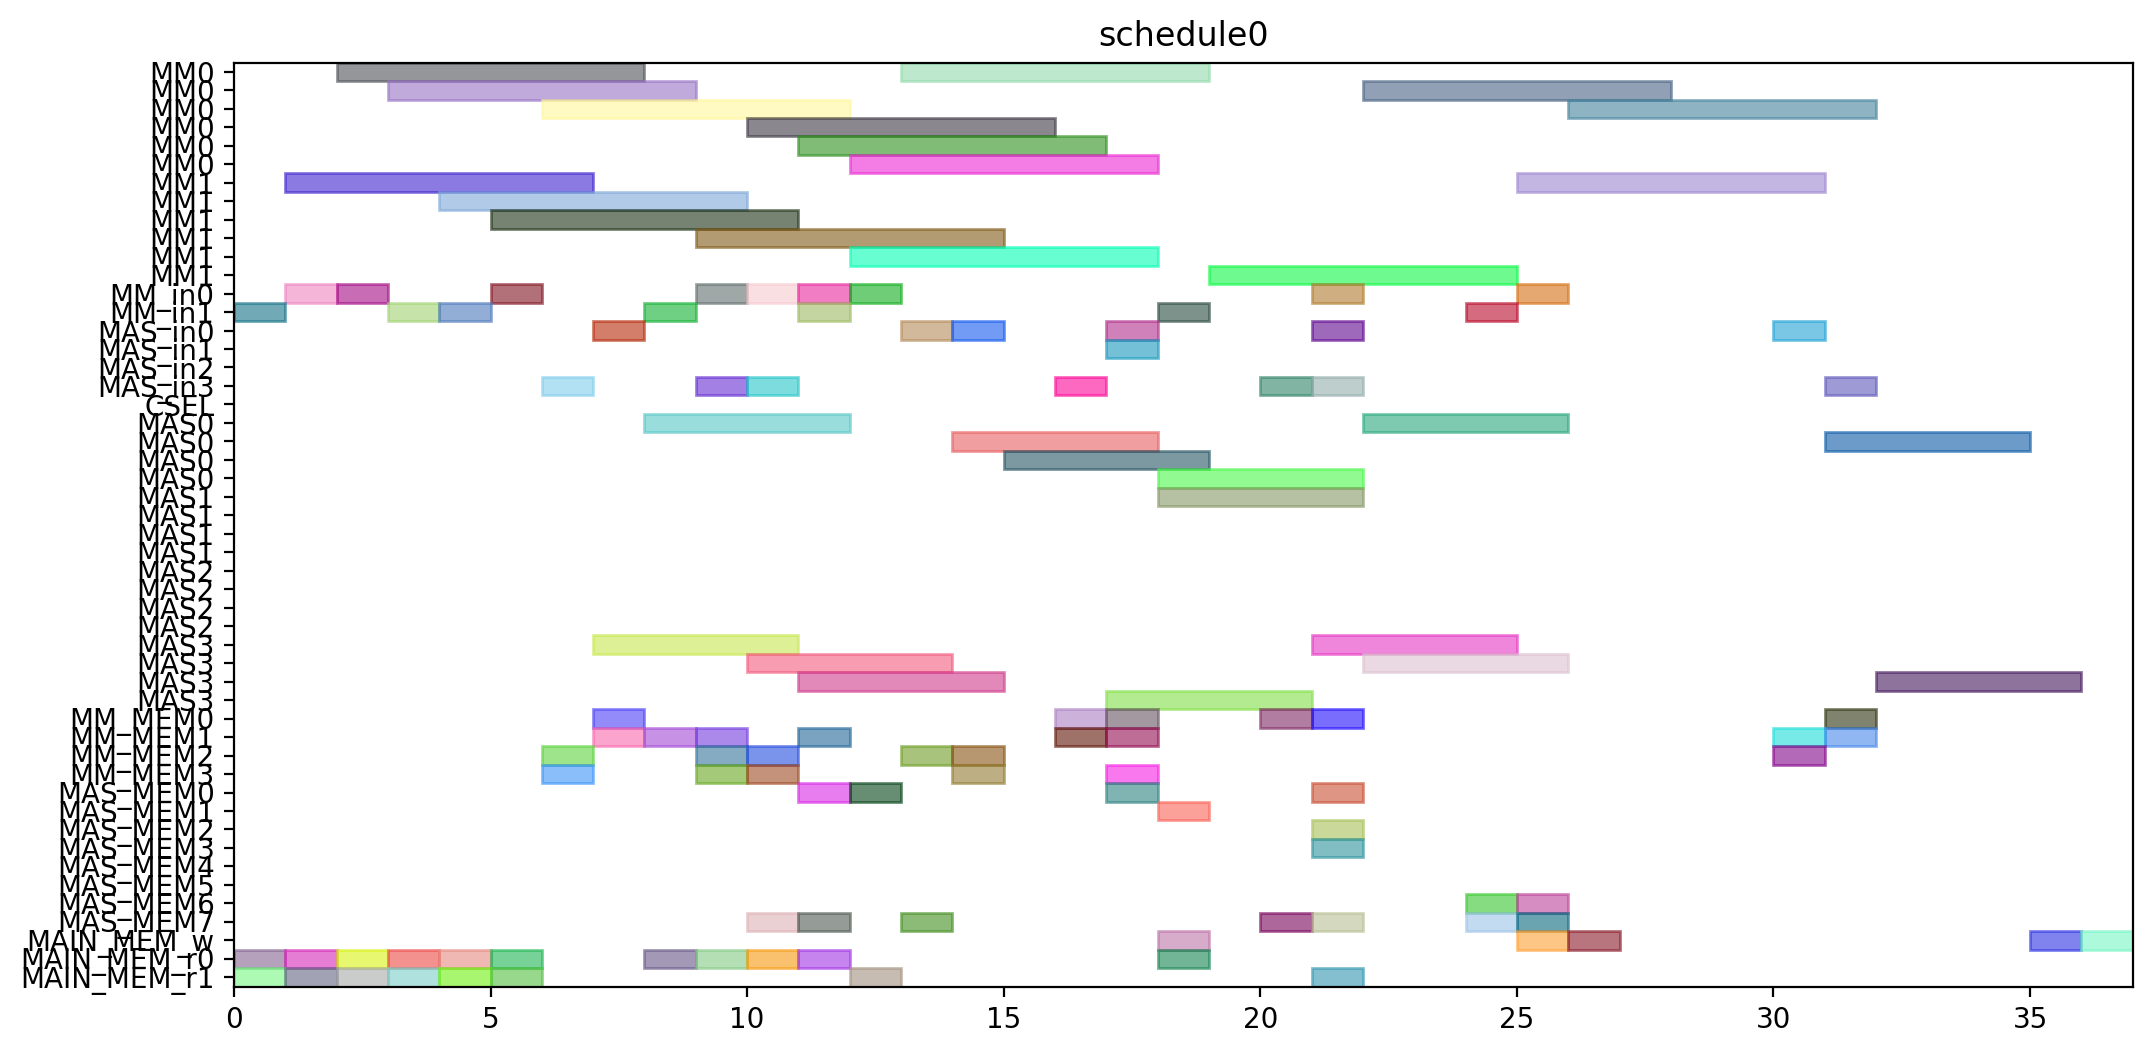 schedule0
MM0
MM0
MM0
MM0
MM0
MM0
MM1
MM1
MM1
MM1
MM1
MM1
MM_in0
MM_in1
MAS_in0
MAS_in1
MAS_in2
MAS_in3
CSEL
MAS0
MAS0
MAS0
MAS0
MAS1
MAS1
MAS1
MAS1
MAS2
MAS2
MAS2
MAS2
MAS3
MAS3
MAS3
MAS3
MM_MEM0
MM_MEM1
MM_MEM2
MM_MEM3
MAS_MEM0
MAS_MEM1
MAS_MEM2
MAS_MEM3
MAS_MEM4
MAS_MEM5
MAS_MEM6
MAS_MEM7
MAIN_MEM_w
MAIN_MEM_r0
MAIN_MEM_r1
0 5 10 15 20 25 30 35